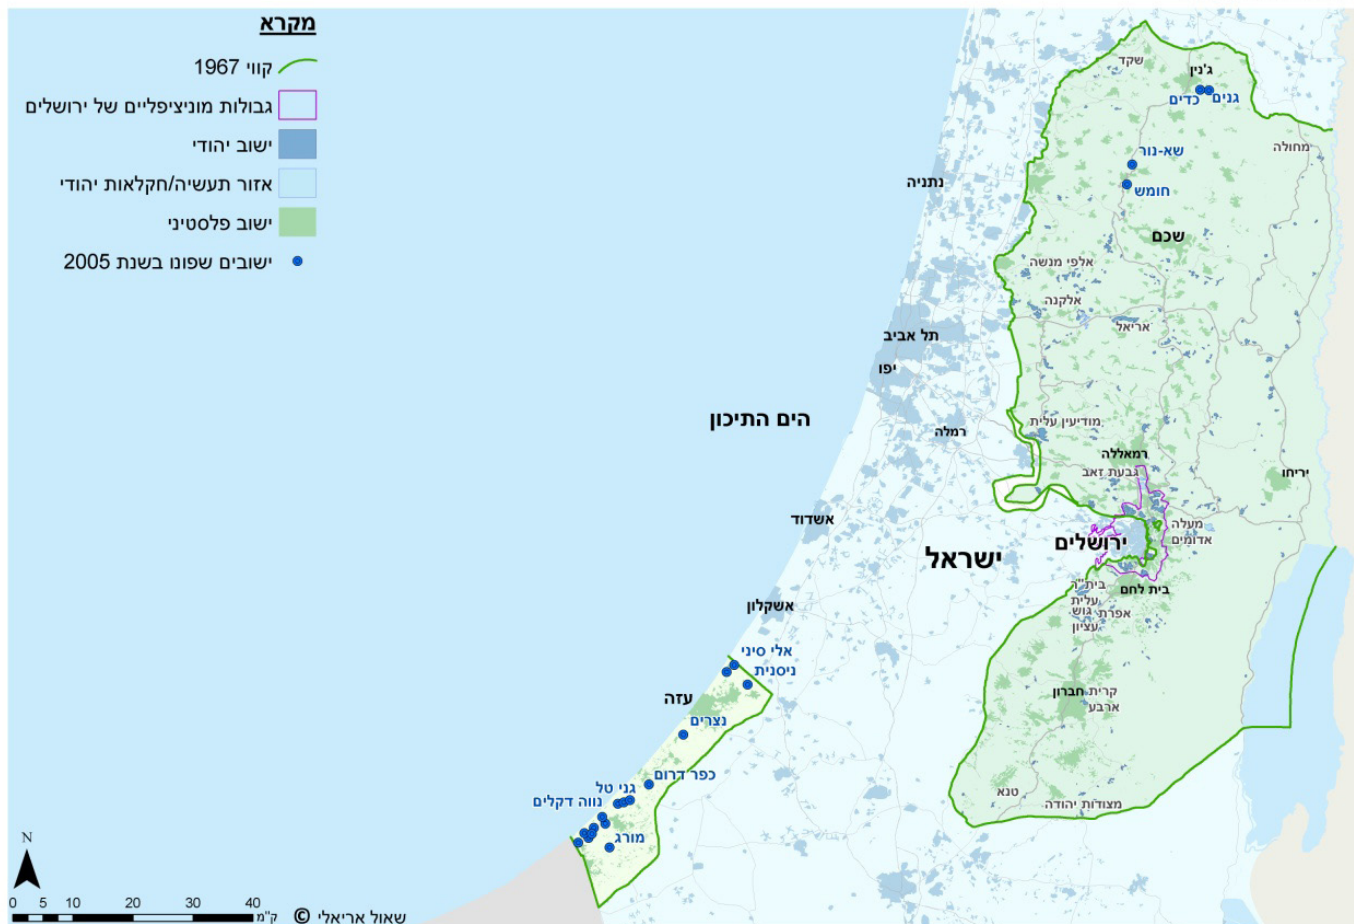 מקרא
קווי 1967
גבולות מוניציפליים של ירושלים
ישוב יהודי
אזור תעשיה/חקלאות יהודי
ישוב פלסטיני
ישובים שפונו בשנת 2005
שקד
ג'נין
גנים
כדים
מחולה
שא-נור
חומש
נתניה
שכם
אלפי מנשה
אלקנה
אריאל
תל אביב
יפו
הים התיכון
רמלה
מודיעין עלית
רמאללה
גבעת זאב
יריחו
אשדוד
ישראל
ירושלים
מעלה
אדומים
בית לחם
בית"ר
עלית
גוש
עציון
אפרת
אשקלון
אלי סיני
ניסנית
עזה
נצרים
כפר דרום
גני טל
נווה דקלים
מורג
חברון
קרית
ארבע
טנא
מצודות יהודה
N
0 5 10 20 30 40
ק"מ
© שאול אריאלי